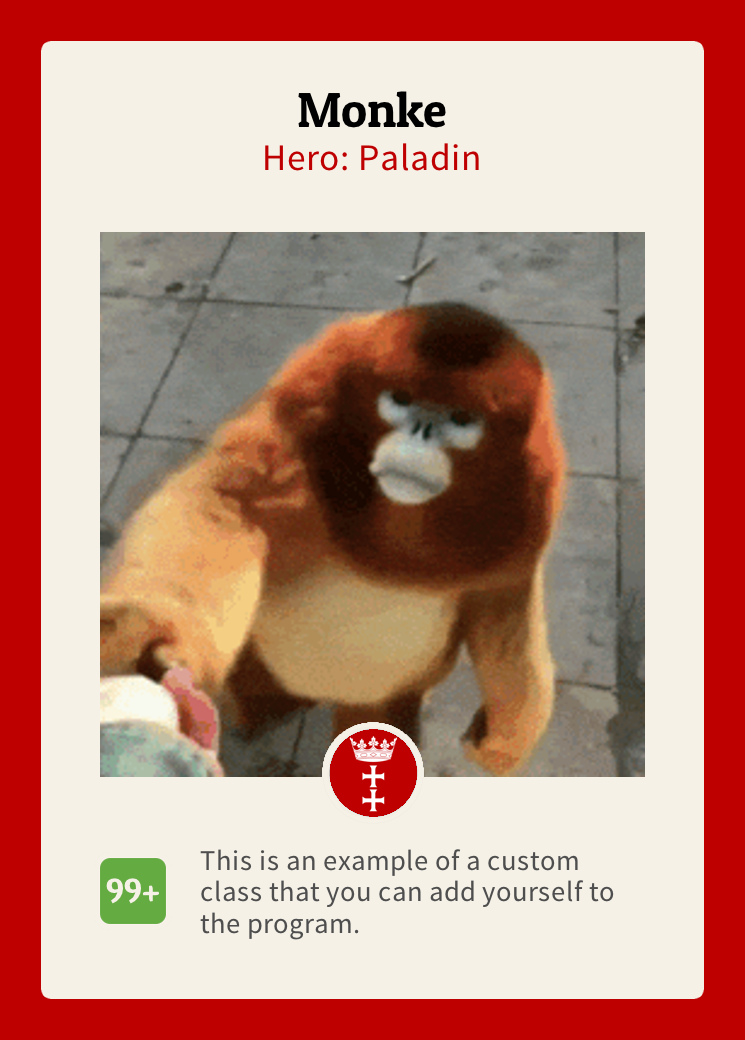 Monke
Hero: Paladin
99+
This is an example of a custom
class that you can add yourself to
the program.